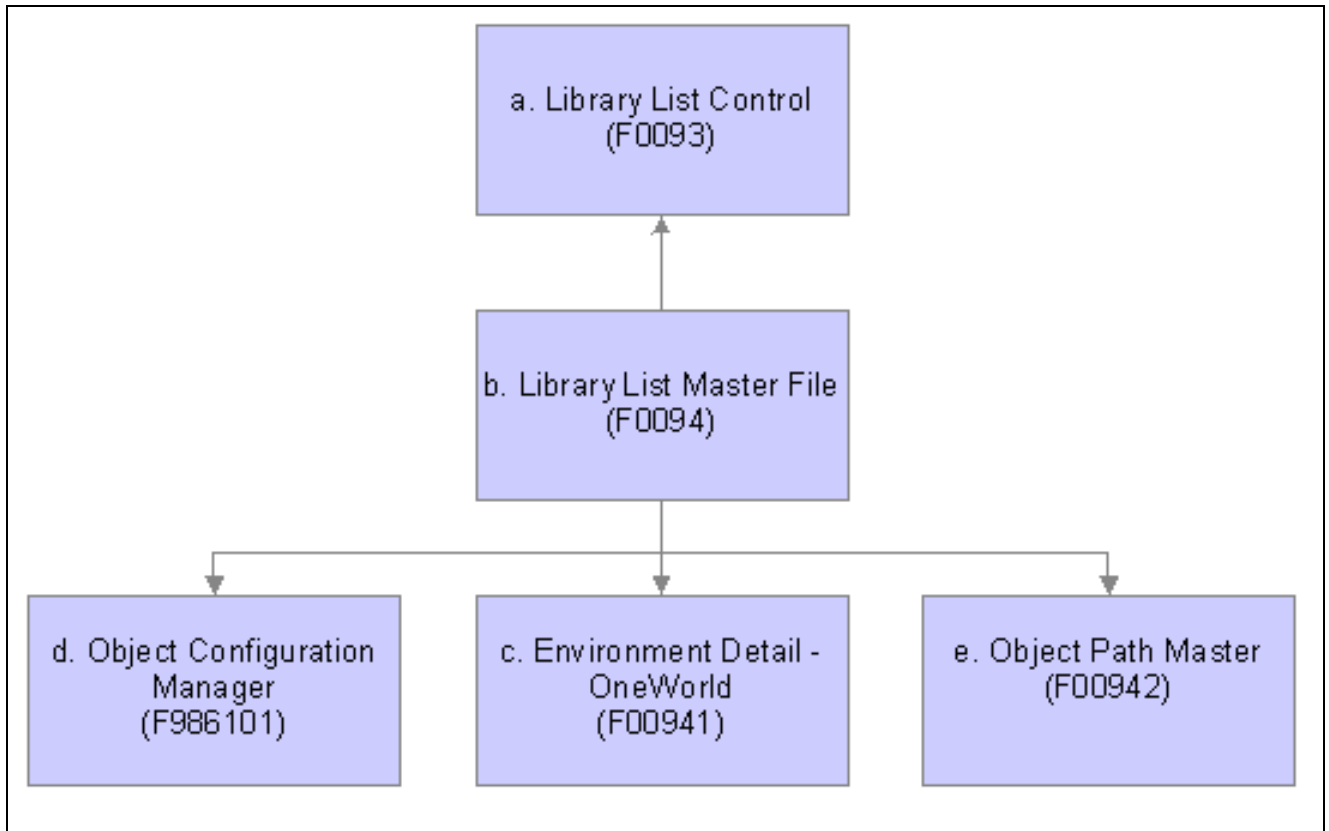 a. Library List Control
(F0093)
b. Library List Master File
(F0094)
d. Object Configuration
Manager
(F986101)
c. Environment Detail -
OneWorld
(F00941)
e. Object Path Master
(F00942)